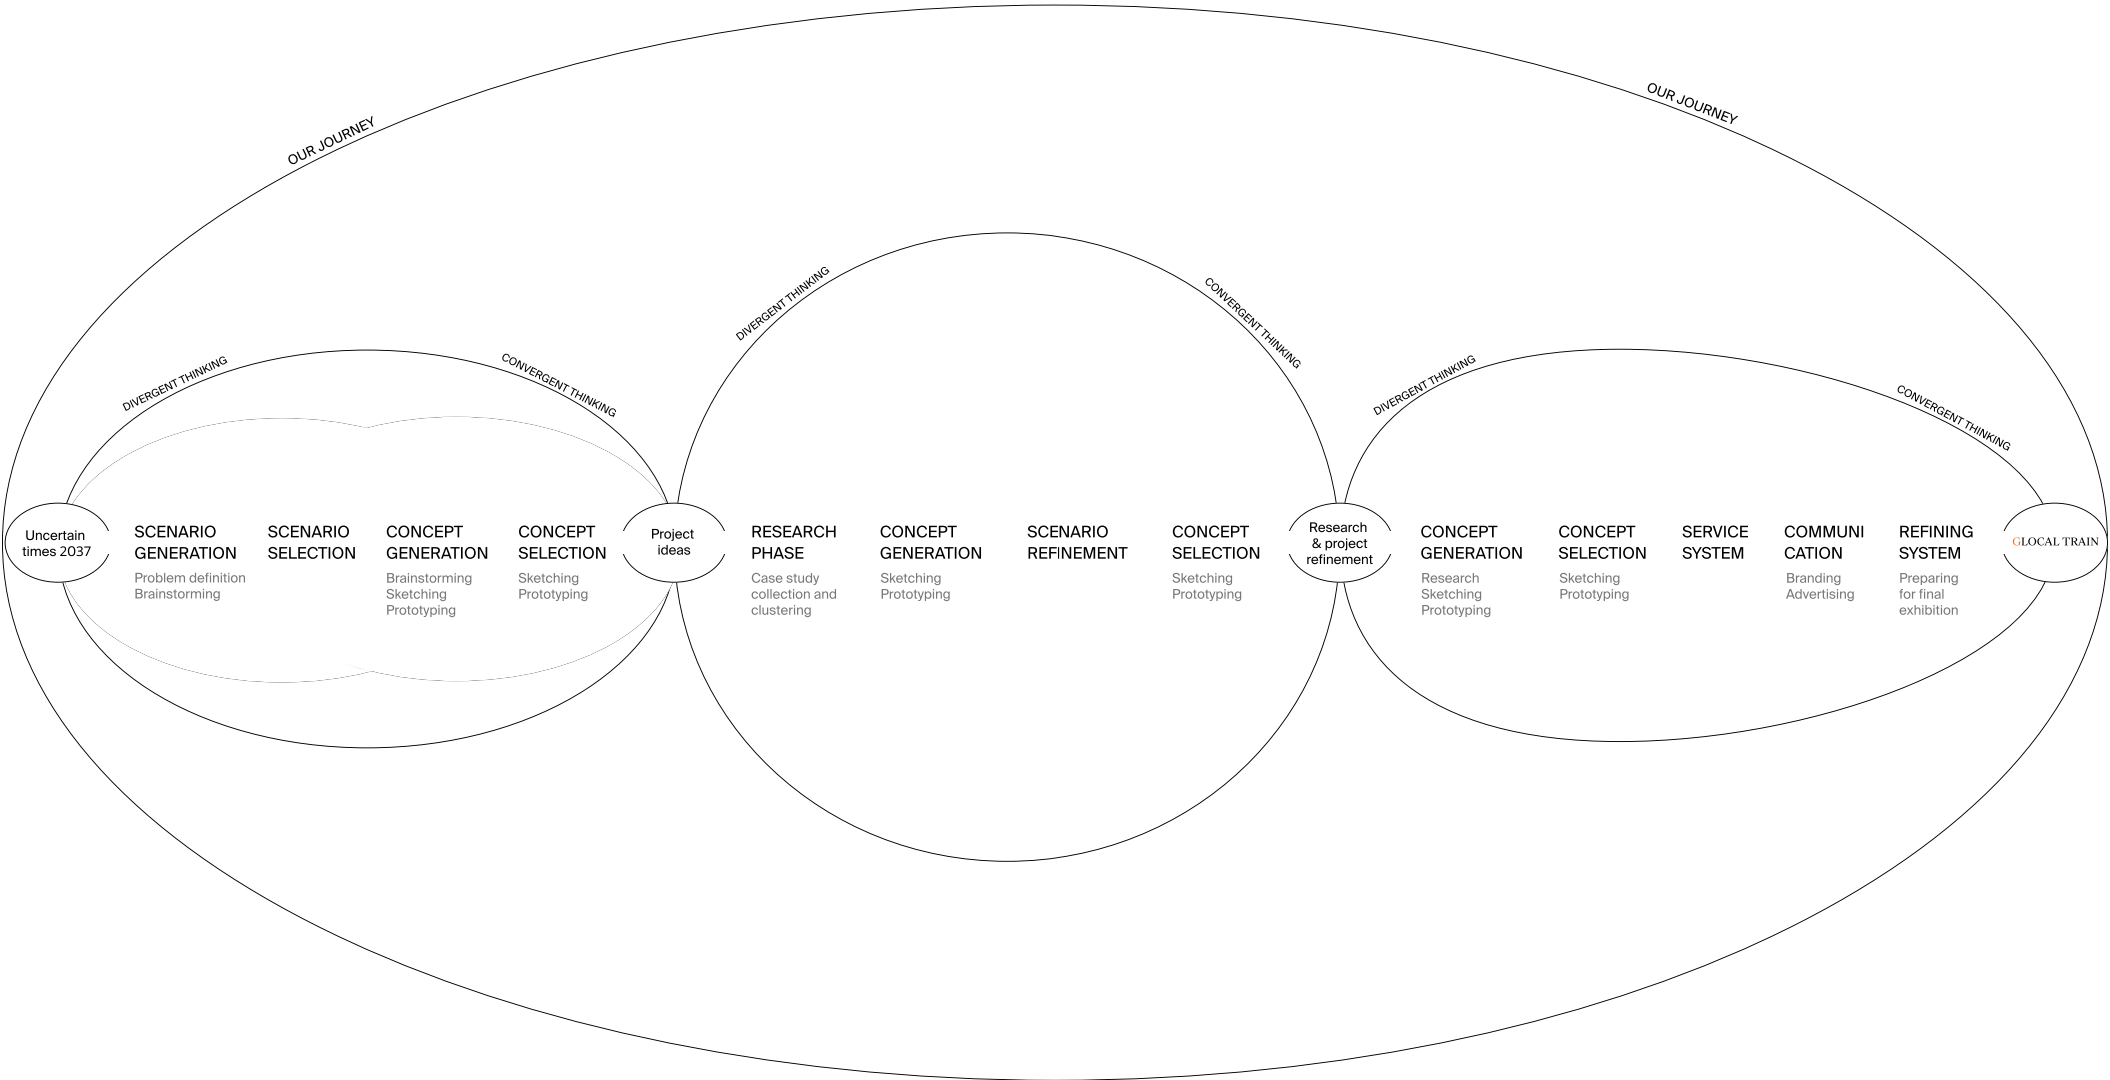 OUR JOURNEY
OUR JOURNEY
DIVERGENT THINKING
CONVERGENT THINKING
DIVERGENT THINKING
CONVERGENT THINKING
DIVERGENT THINKING
CONVERGENT THINKING
Uncertain
times 2037
SCENARIO
GENERATION
Problem definition
Brainstorming
SCENARIO
SELECTION
CONCEPT
GENERATION
Brainstorming
Sketching
Prototyping
CONCEPT
SELECTION
Sketching
Prototyping
Project
ideas
RESEARCH
PHASE
Case study
collection and
clustering
CONCEPT
GENERATION
Sketching
Prototyping
SCENARIO
REFINEMENT
CONCEPT
SELECTION
Sketching
Prototyping
Research
& project
refinement
CONCEPT
GENERATION
Research
Sketching
Prototyping
CONCEPT
SELECTION
Sketching
Prototyping
SERVICE
SYSTEM
COMMUNI
CATION
Branding
Advertising
REFINING
SYSTEM
Preparing
for final
exhibition
GLOCAL TRAIN